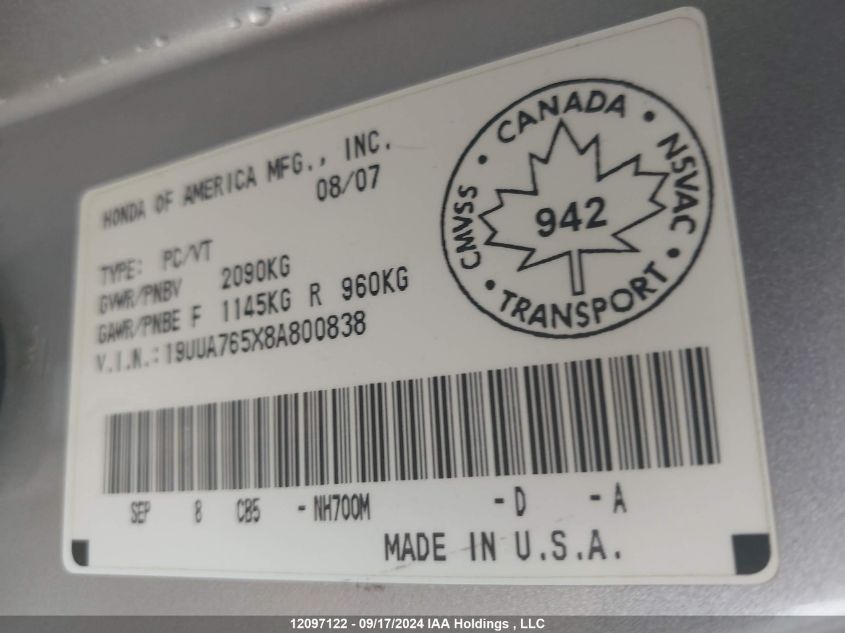 HONDA OF AMERICA MFG., INC.
08/07
TYPE: PC/VT
GVWR/PNBV 2090KG
GAWR/PNBE F 1145KG R 960KG
V.I.N.: 19UUA765X8A800838
CANADA
CMVSS
NSVAC
942
TRANSPORT
SEP 8 CB5 - NH700M - D - A
MADE IN U.S.A.
12097122 - 09/17/2024 IAA Holdings , LLC